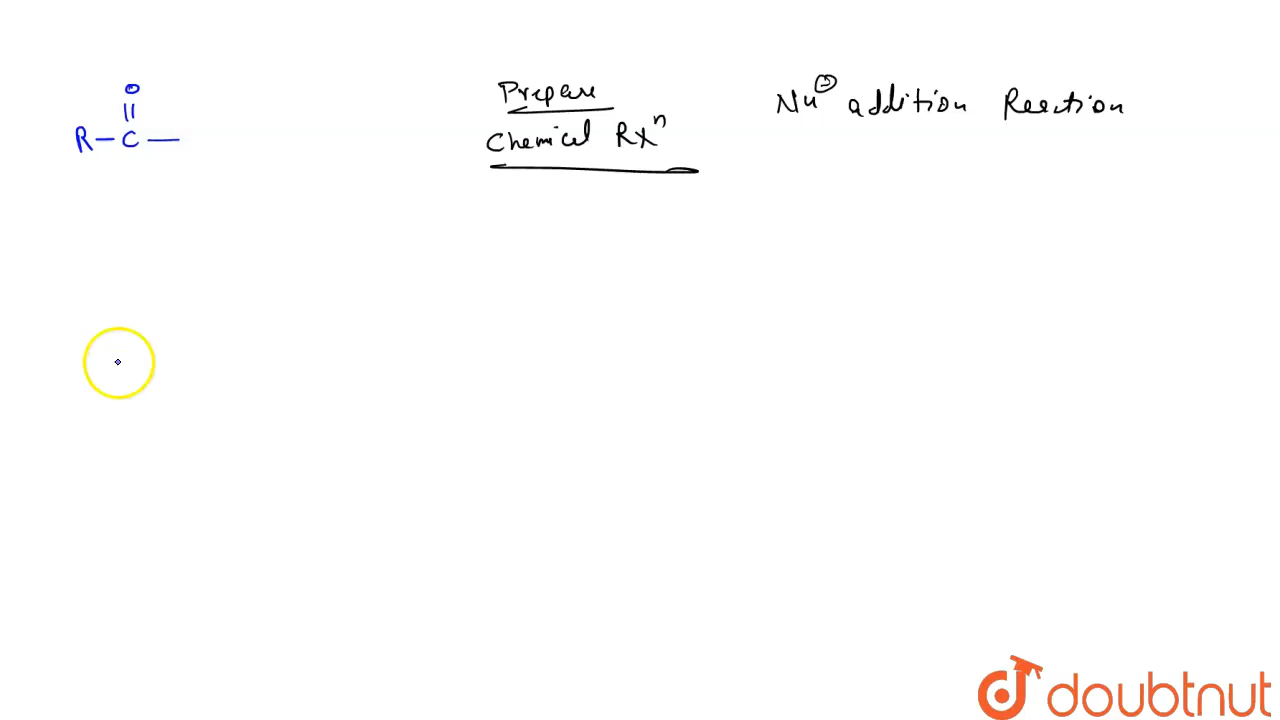 O
||
R-C-
Prepare
Chemical Rxⁿ
Nu⊖ addition Reaction
doubtnut